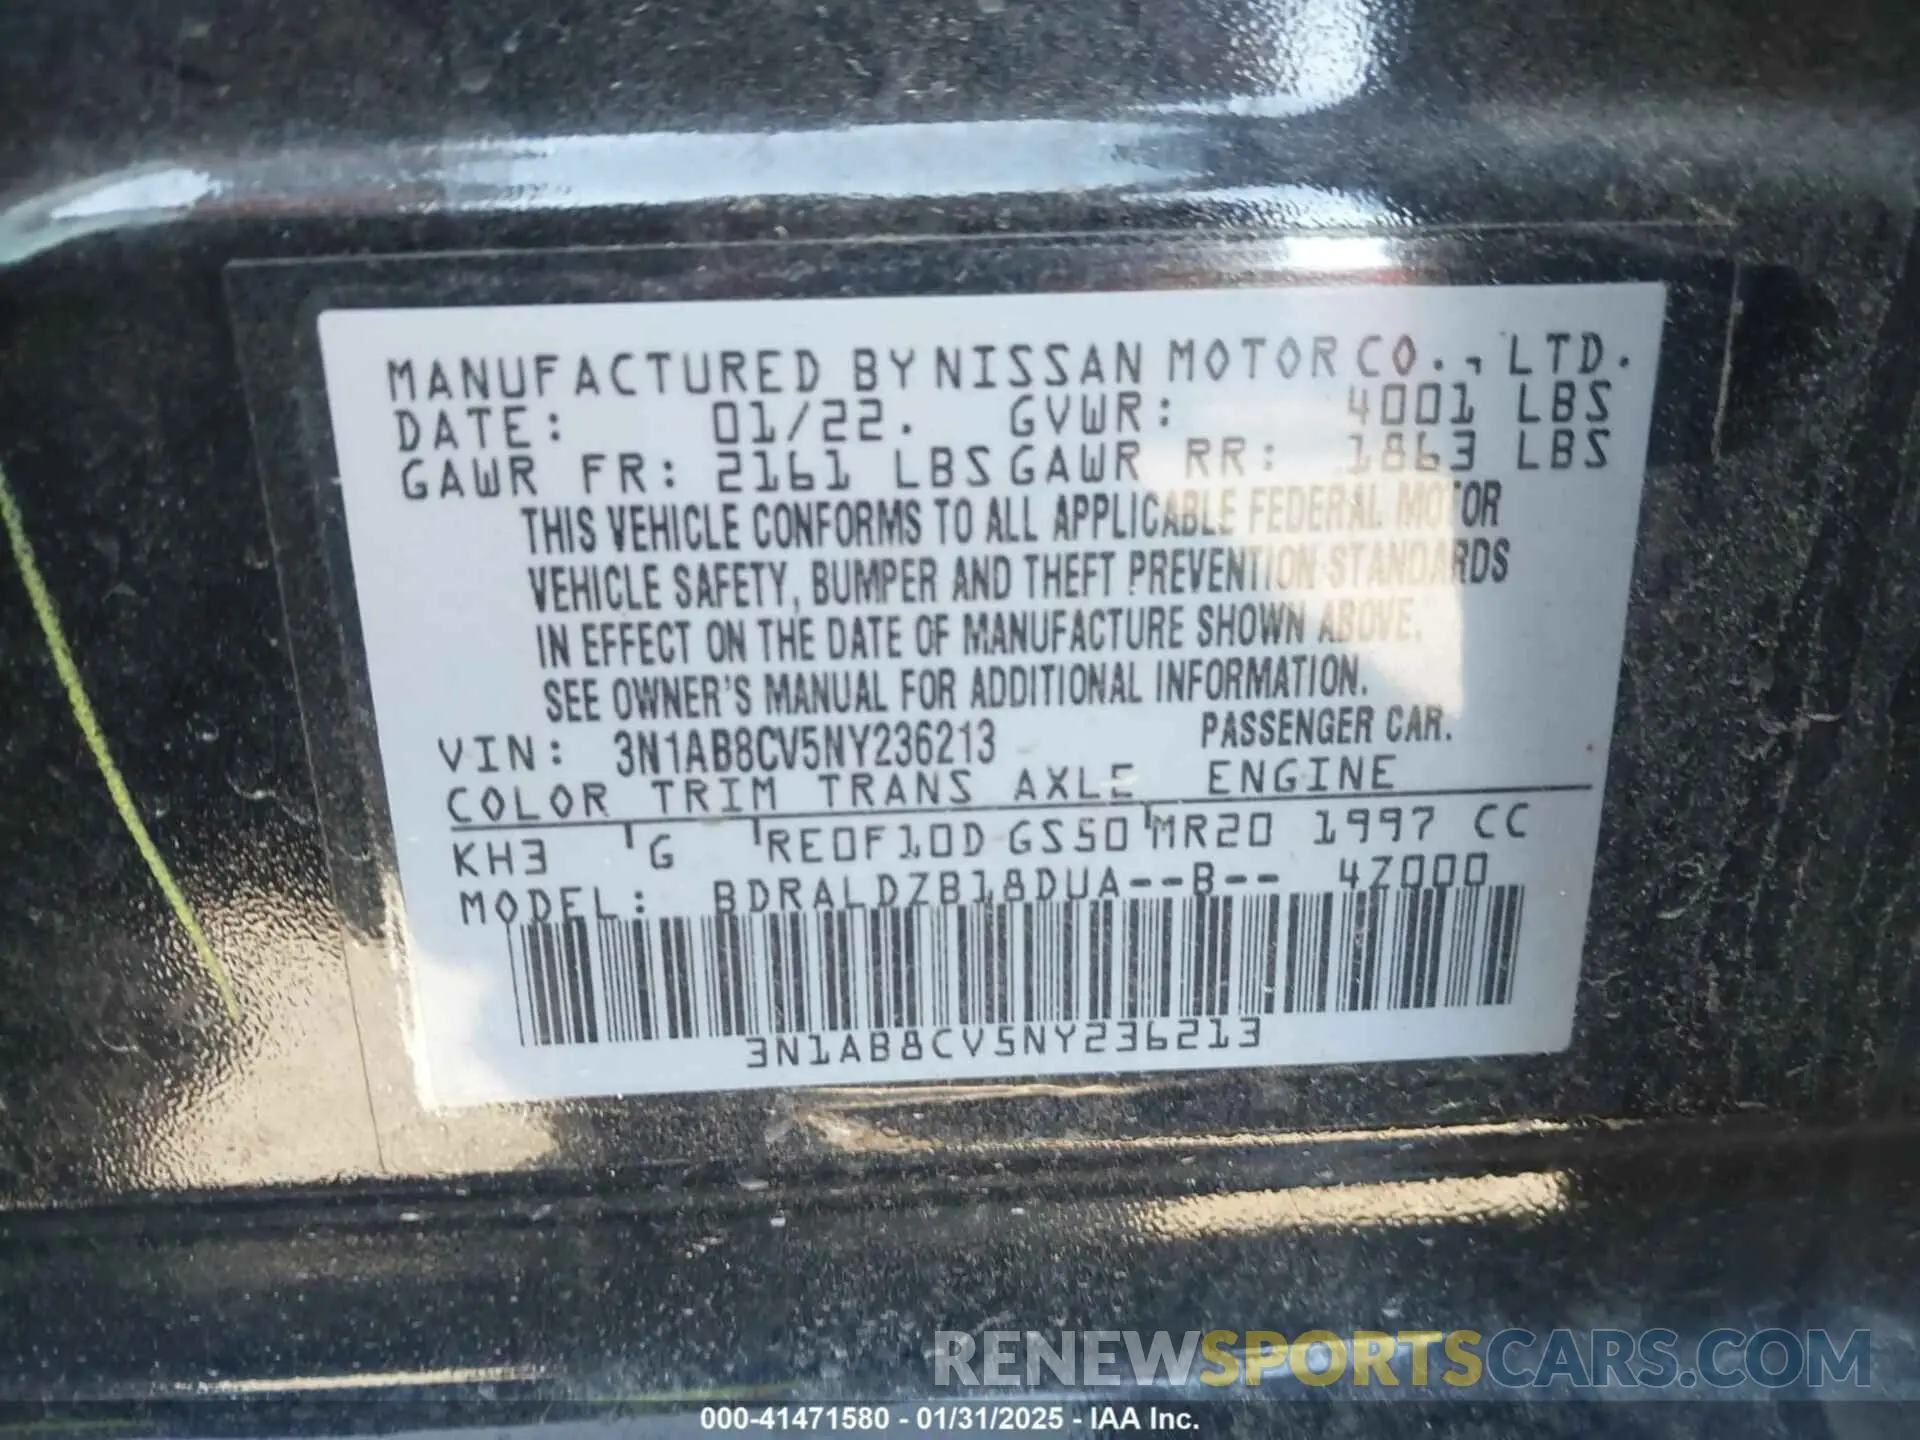 MANUFACTURED BY NISSAN MOTOR CO., LTD.
DATE: 01/22. GVWR: 4001 LBS
GAWR FR: 2161 LBS GAWR RR: 1863 LBS
THIS VEHICLE CONFORMS TO ALL APPLICABLE FEDERAL MOTOR
VEHICLE SAFETY, BUMPER AND THEFT PREVENTION STANDARDS
IN EFFECT ON THE DATE OF MANUFACTURE SHOWN ABOVE.
SEE OWNER'S MANUAL FOR ADDITIONAL INFORMATION.
VIN: 3N1AB8CV5NY236213 PASSENGER CAR.
COLOR TRIM TRANS AXLE ENGINE
KH3 G RE0F10D GS50 MR20 1997 CC
MODEL: BDRALDZB18DUA--B-- 4Z000
3N1AB8CV5NY236213
RENEWSPORTSCARS.COM
000-41471580 - 01/31/2025 - IAA Inc.